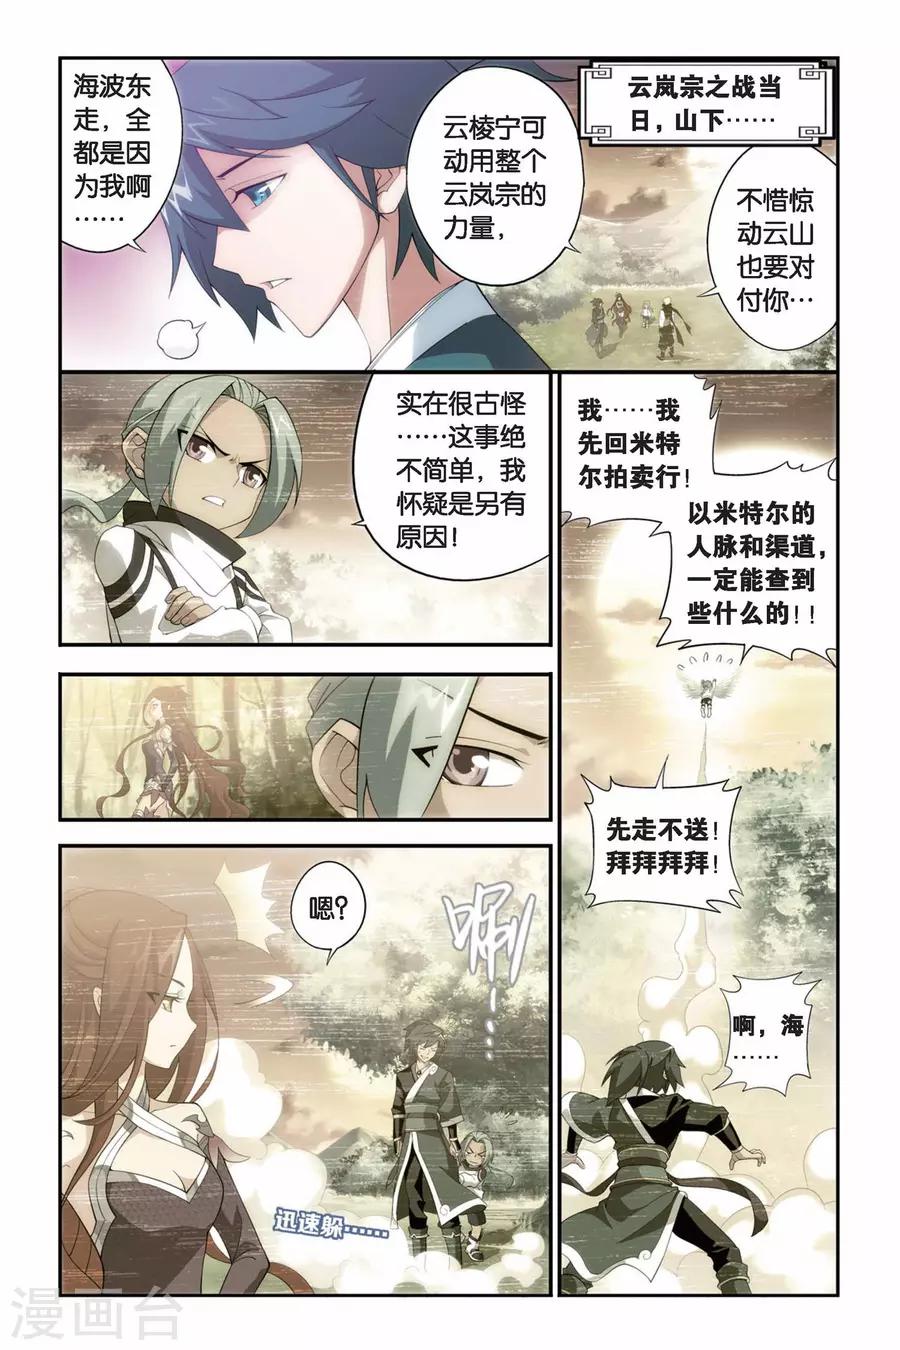 海波东
走，全
都是因
为我啊
……
云棱宁可
动用整个
云岚宗的
力量，
云岚宗之战当
日，山下……
不惜惊
动云山
也要对
付你…
实在很古怪
……这事绝
不简单，我
怀疑是另有
原因！
我……我
先回米特
尔拍卖行！
以米特尔的
人脉和渠道，
一定能查到
些什么的！！
先走不送！
拜拜拜拜！
啊，海
……
嗯？
唰…
迅速躲……
漫画台